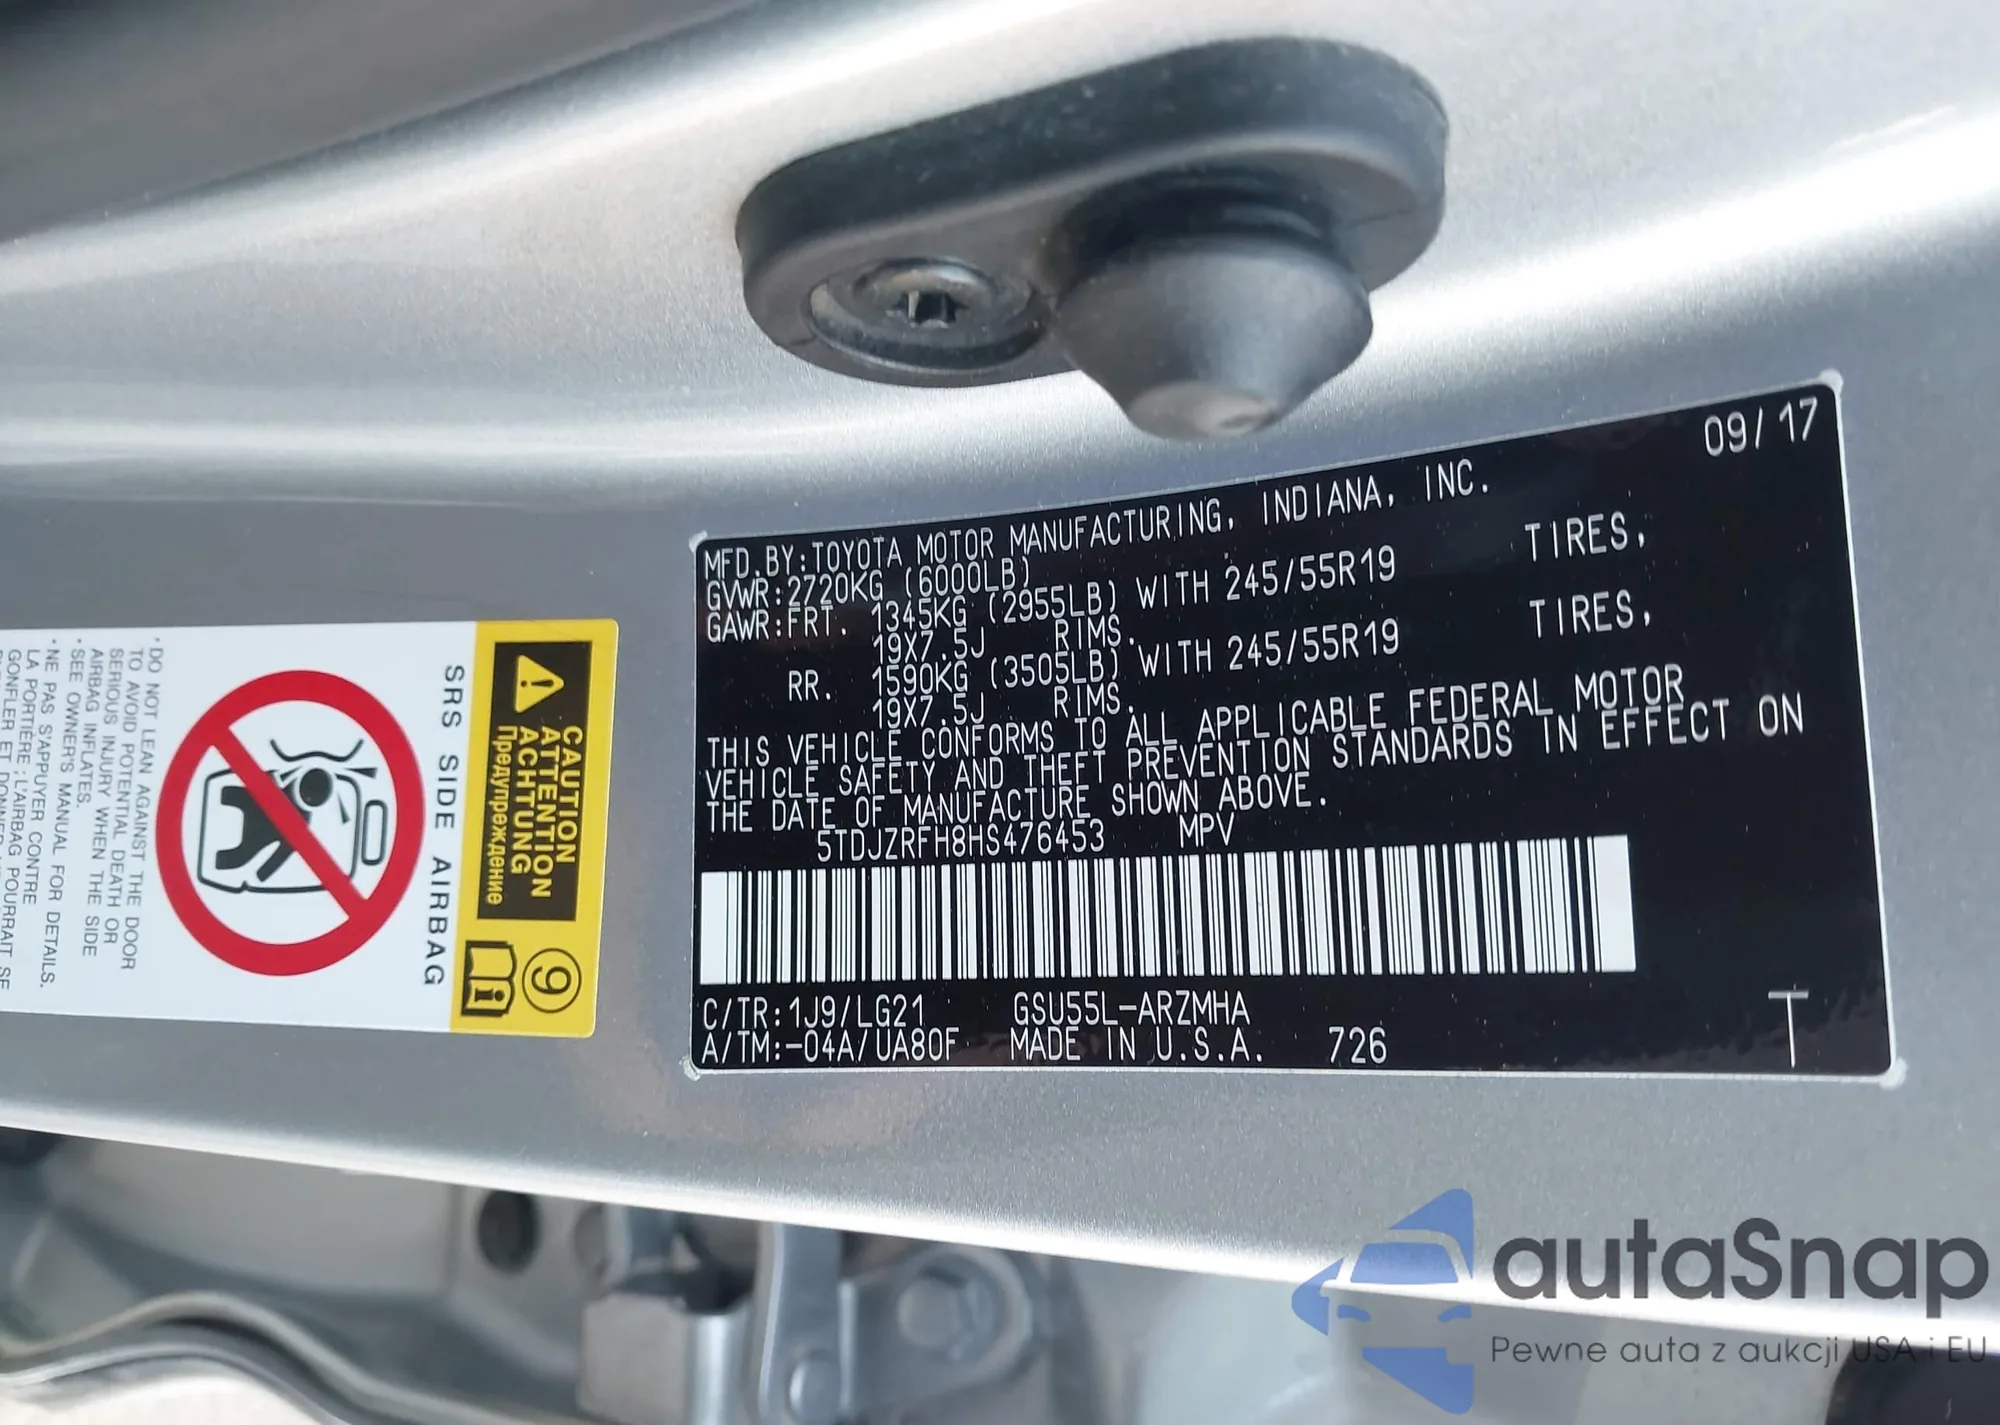 09/17
MFD.BY:TOYOTA MOTOR MANUFACTURING, INDIANA, INC.
GVWR:2720KG (6000LB)
GAWR:FRT. 1345KG (2955LB) WITH 245/55R19 TIRES,
19X7.5J RIMS.
RR. 1590KG (3505LB) WITH 245/55R19 TIRES,
19X7.5J RIMS.
THIS VEHICLE CONFORMS TO ALL APPLICABLE FEDERAL MOTOR
VEHICLE SAFETY AND THEFT PREVENTION STANDARDS IN EFFECT ON
THE DATE OF MANUFACTURE SHOWN ABOVE.
5TDJZRFH8HS476453 MPV
C/TR:1J9/LG21 GSU55L-ARZMHA
A/TM:-04A/UA80F MADE IN U.S.A. 726
T
CAUTION
ATTENTION
ACHTUNG
Предупреждение
9
i
SRS SIDE AIRBAG
·DO NOT LEAN AGAINST THE DOOR
TO AVOID POTENTIAL DEATH OR
SERIOUS INJURY WHEN THE SIDE
AIRBAG INFLATES.
·SEE OWNER'S MANUAL FOR DETAILS.
·NE PAS S'APPUYER CONTRE
LA PORTIÈRE ; L'AIRBAG POURRAIT SE
GONFLER ET DONNER
autaSnap
Pewne auta z aukcji USA i EU